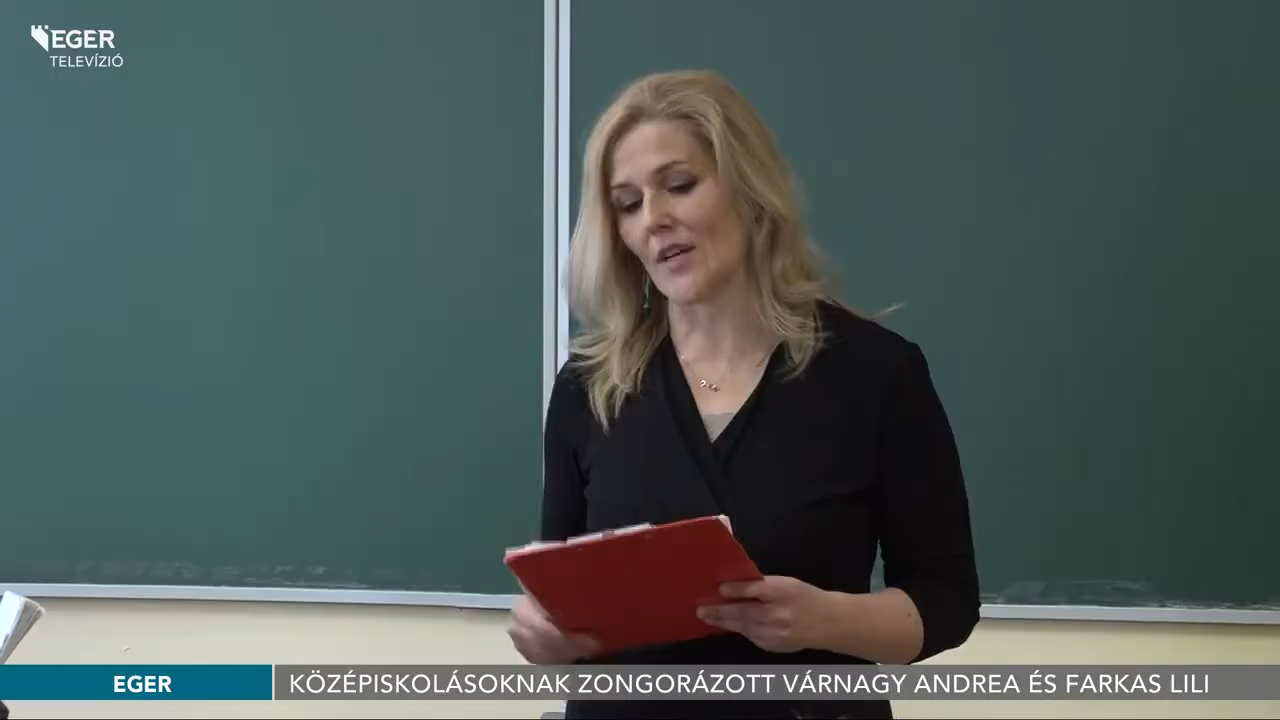 EGER
TELEVÍZIÓ
EGER
KÖZÉPISKOLÁSOKNAK ZONGORÁZOTT VÁRNAGY ANDREA ÉS FARKAS LILI